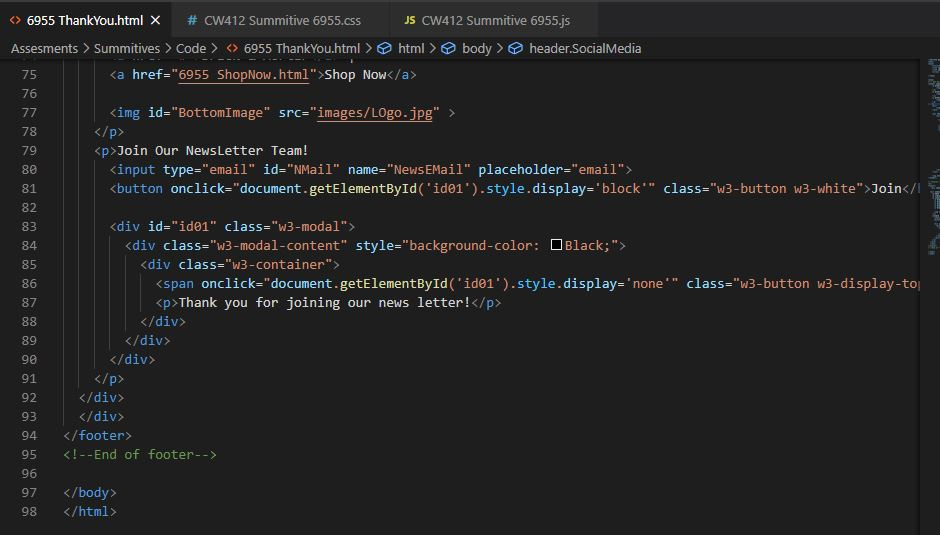 6955 ThankYou.html
# CW412 Summitive 6955.css
JS CW412 Summitive 6955.js
Assesments > Summitives > Code > <> 6955 ThankYou.html > html > body > header.SocialMedia
75 <a href="6955 ShopNow.html">Shop Now</a>
76
77 <img id="BottomImage" src="images/LOgo.jpg" >
78 </p>
79 <p>Join Our NewsLetter Team!
80 <input type="email" id="NMail" name="NewsEMail" placeholder="email">
81 <button onclick="document.getElementById('id01').style.display='block'" class="w3-button w3-white">Join</
82
83 <div id="id01" class="w3-modal">
84 <div class="w3-modal-content" style="background-color: Black;">
85 <div class="w3-container">
86 <span onclick="document.getElementById('id01').style.display='none'" class="w3-button w3-display-top
87 <p>Thank you for joining our news letter!</p>
88 </div>
89 </div>
90 </div>
91 </p>
92 </div>
93 </div>
94 </footer>
95 <!--End of footer-->
96
97 </body>
98 </html>